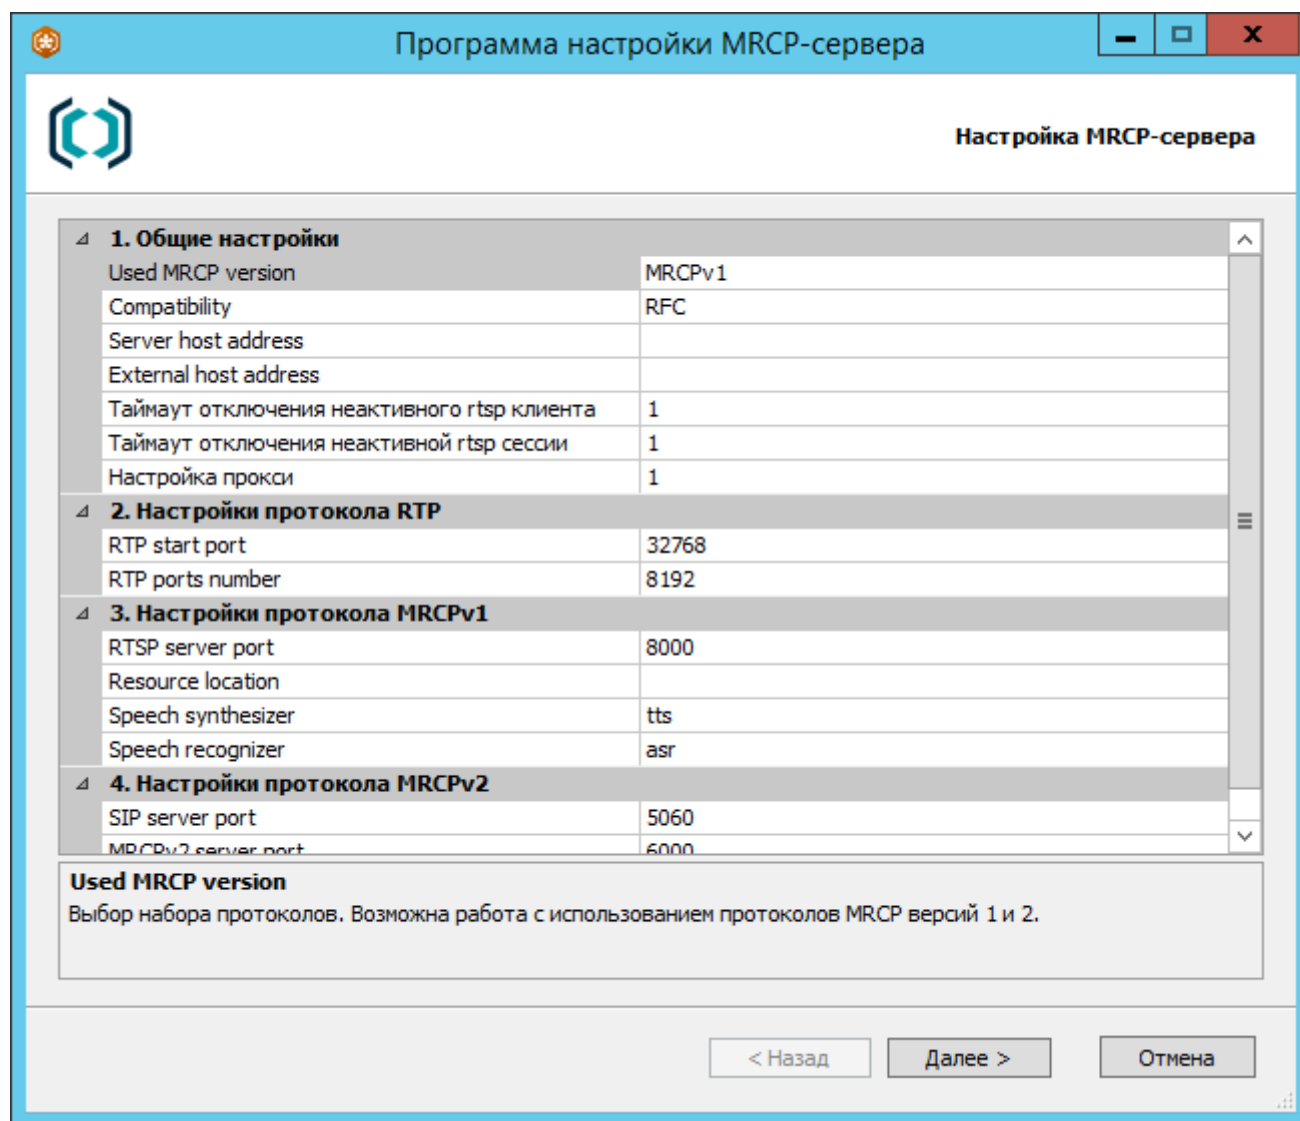 Программа настройки MRCP-сервера
Настройка MRCP-сервера
1. Общие настройки
Used MRCP version MRCPv1
Compatibility RFC
Server host address
External host address
Таймаут отключения неактивного rtsp клиента 1
Таймаут отключения неактивной rtsp сессии 1
Настройка прокси 1
2. Настройки протокола RTP
RTP start port 32768
RTP ports number 8192
3. Настройки протокола MRCPv1
RTSP server port 8000
Resource location
Speech synthesizer tts
Speech recognizer asr
4. Настройки протокола MRCPv2
SIP server port 5060
MRCPv2 server port 6000
Used MRCP version
Выбор набора протоколов. Возможна работа с использованием протоколов MRCP версий 1 и 2.
< Назад Далее > Отмена